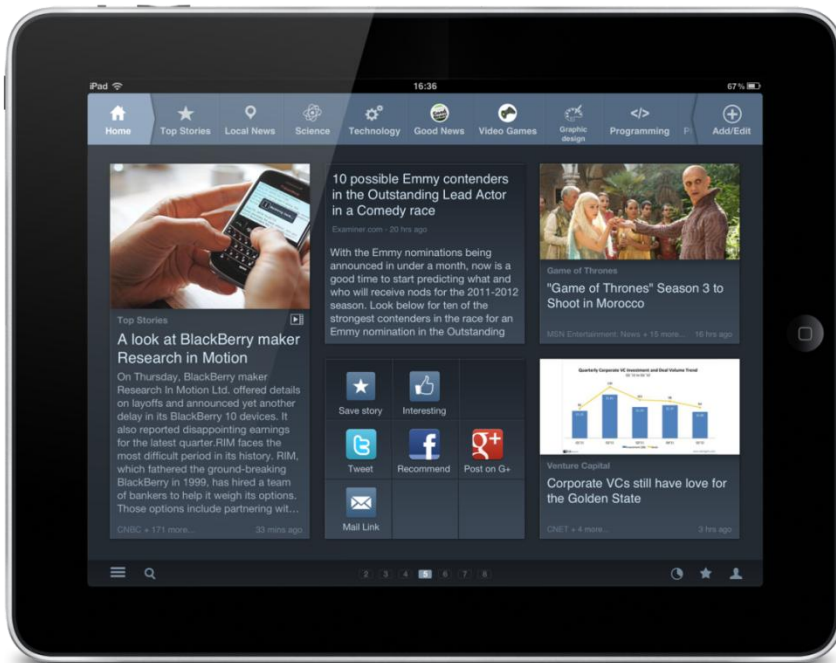 iPad
16:36
67%
Home
Top Stories
Local News
Science
Technology
Good News
Video Games
Graphic
design
Programming
Add/Edit
Top Stories
A look at BlackBerry maker
Research in Motion
On Thursday, BlackBerry maker
Research In Motion Ltd. offered details
on layoffs and announced yet another
delay in its BlackBerry 10 devices. It
also reported disappointing earnings
for the latest quarter.RIM faces the
most difficult period in its history. RIM,
which fathered the ground-breaking
BlackBerry in 1999, has hired a team
of bankers to help it weigh its options.
Those options include partnering wit...
CNBC + 171 more...
33 mins ago
10 possible Emmy contenders
in the Outstanding Lead Actor
in a Comedy race
Examiner.com - 20 hrs ago
With the Emmy nominations being
announced in under a month, now is a
good time to start predicting what and
who will receive nods for the 2011-2012
season. Look below for ten of the
strongest contenders in the race for an
Emmy nomination in the Outstanding
Save story
Interesting
Tweet
Recommend
Post on G+
Mail Link
Game of Thrones
"Game of Thrones" Season 3 to
Shoot in Morocco
MSN Entertainment: News + 15 more...
16 hrs ago
Quarterly Corporate VC Investment and Deal Volume Trend
Venture Capital
Corporate VCs still have love for
the Golden State
CNET + 4 more...
3 hrs ago
2 3 4 5 6 7 8